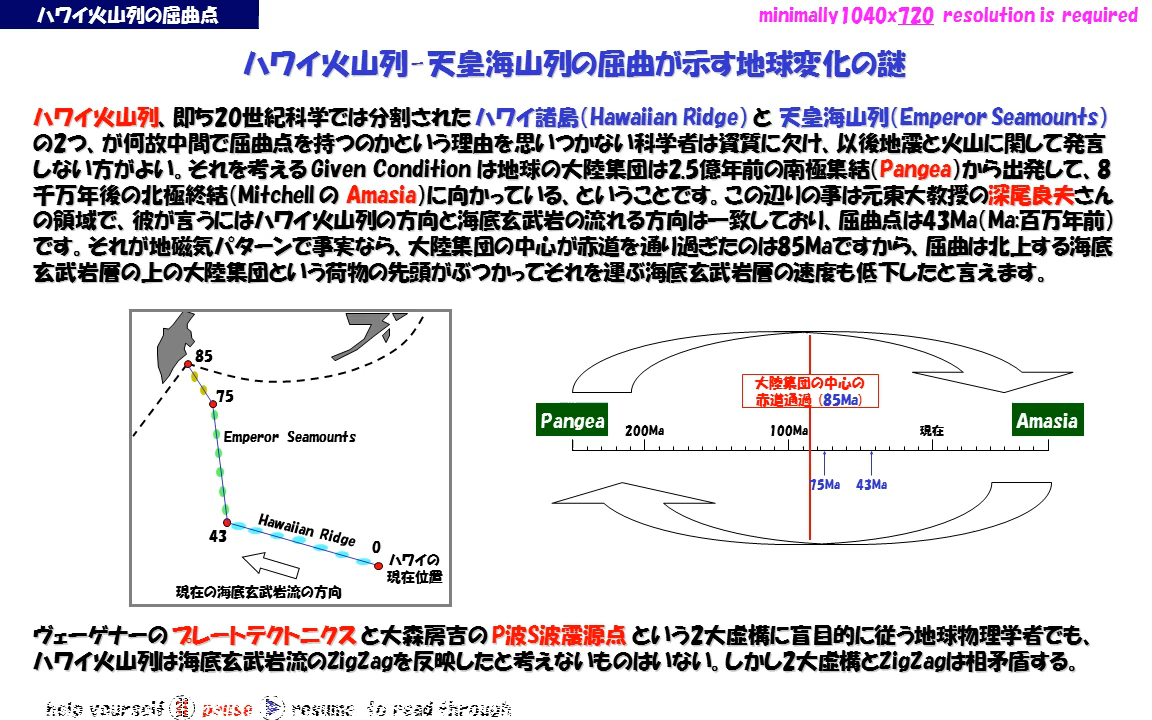 ハワイ火山列の屈曲点
minimally1040x720 resolution is required
ハワイ火山列-天皇海山列の屈曲が示す地球変化の謎
ハワイ火山列、即ち20世紀科学では分割されたハワイ諸島(Hawaiian Ridge)と 天皇海山列(Emperor Seamounts)
の2つ、が何故中間で屈曲点を持つのかという理由を思いつかない科学者は資質に欠け、以後地震と火山に関して発言
しない方がよい。それを考えるGiven Condition は地球の大陸集団は2.5億年前の南極集結(Pangea)から出発して、8
千万年後の北極終結(Mitchellの Amasia)に向かっている、ということです。この辺りの事は元東大教授の深尾良夫さん
の領域で、彼が言うにはハワイ火山列の方向と海底玄武岩の流れる方向は一致しており、屈曲点は43Ma(Ma:百万年前)
です。それが地磁気パターンで事実なら、大陸集団の中心が赤道を通り過ぎたのは85Maですから、屈曲は北上する海底
玄武岩層の上の大陸集団という荷物の先頭がぶつかってそれを運ぶ海底玄武岩層の速度も低下したと言えます。
85
75
Emperor Seamounts
43
Hawaiian Ridge
0
ハワイの
現在位置
現在の海底玄武岩流の方向
大陸集団の中心の
赤道通過 (85Ma)
Pangea
Amasia
200Ma
100Ma
現在
75Ma
43Ma
ヴェーゲナーのプレートテクトニクスと大森房吉のP波S波震源点という2大虚構に盲目的に従う地球物理学者でも、
ハワイ火山列は海底玄武岩流のZigZagを反映したと考えないものはいない。しかし2大虚構とZigZagは相矛盾する。
help yourself pause resume to read through